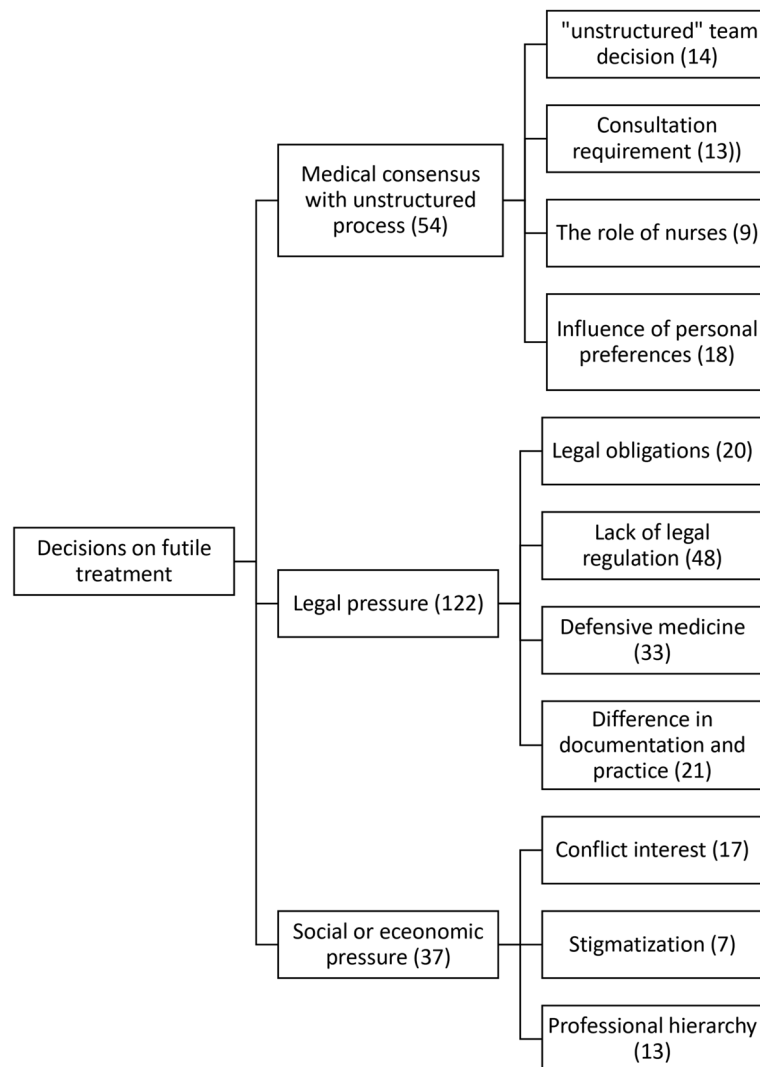 "unstructured" team
decision (14)
Consultation
requirement (13))
Medical consensus
with unstructured
process (54)
The role of nurses (9)
Influence of personal
preferences (18)
Legal obligations (20)
Lack of legal
regulation (48)
Decisions on futile
treatment
Legal pressure (122)
Defensive medicine
(33)
Difference in
documentation and
practice (21)
Conflict interest (17)
Social or eceonomic
pressure (37)
Stigmatization (7)
Professional hierarchy
(13)